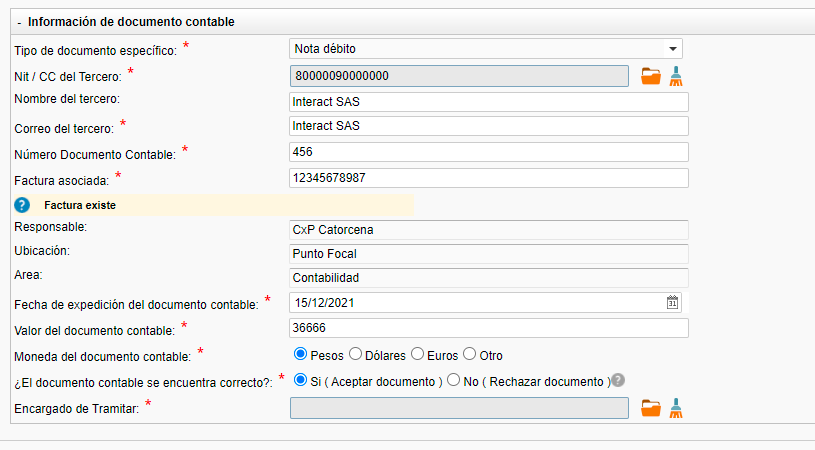 - Información de documento contable
Tipo de documento específico: * Nota débito
Nit / CC del Tercero: * 80000090000000
Nombre del tercero: Interact SAS
Correo del tercero: * Interact SAS
Número Documento Contable: * 456
Factura asociada: * 12345678987
? Factura existe
Responsable: CxP Catorcena
Ubicación: Punto Focal
Area: Contabilidad
Fecha de expedición del documento contable: * 15/12/2021 31
Valor del documento contable: * 36666
Moneda del documento contable: * Pesos Dólares Euros Otro
¿El documento contable se encuentra correcto?: * Si ( Aceptar documento ) No ( Rechazar documento ) ?
Encargado de Tramitar: *